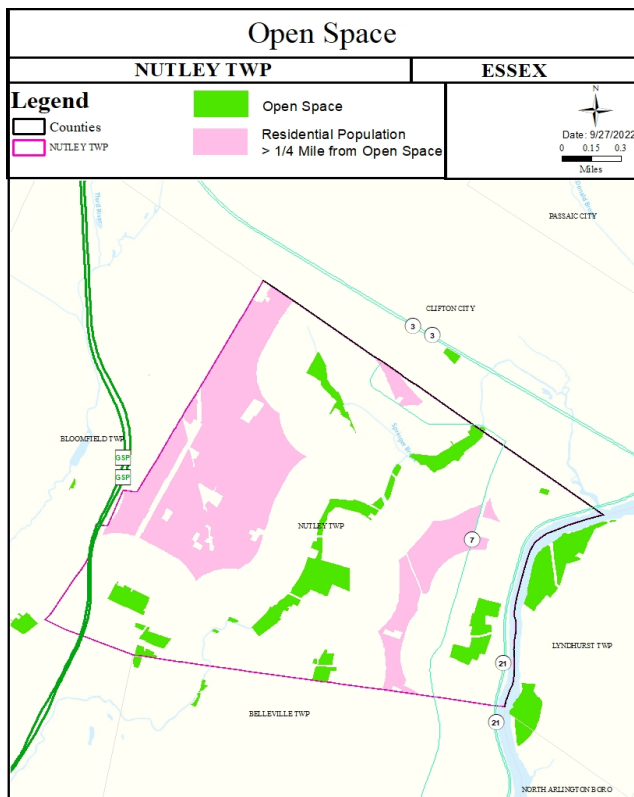 Open Space
NUTLEY TWP
ESSEX
Legend
Counties
NUTLEY TWP
Open Space
Residential Population
> 1/4 Mile from Open Space
N
Date: 9/27/2022
0 0.15 0.3
Miles
PASSAIC CITY
CLIFTON CITY
3
3
BLOOMFIELD TWP
GSP
GSP
NUTLEY TWP
7
LYNDHURST TWP
21
BELLEVILLE TWP
21
NORTH ARLINGTON BORO